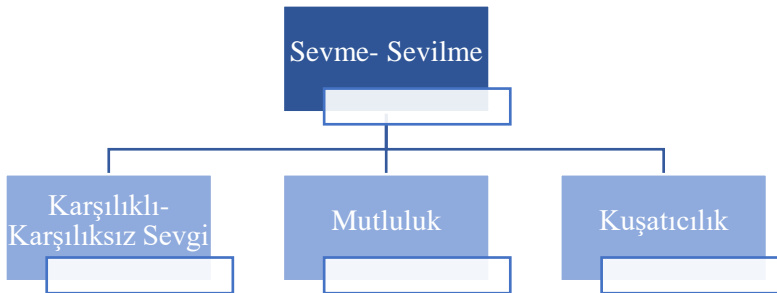 Sevme- Sevilme
Karşılıklı-
Karşılıksız Sevgi
Mutluluk
Kuşatıcılık